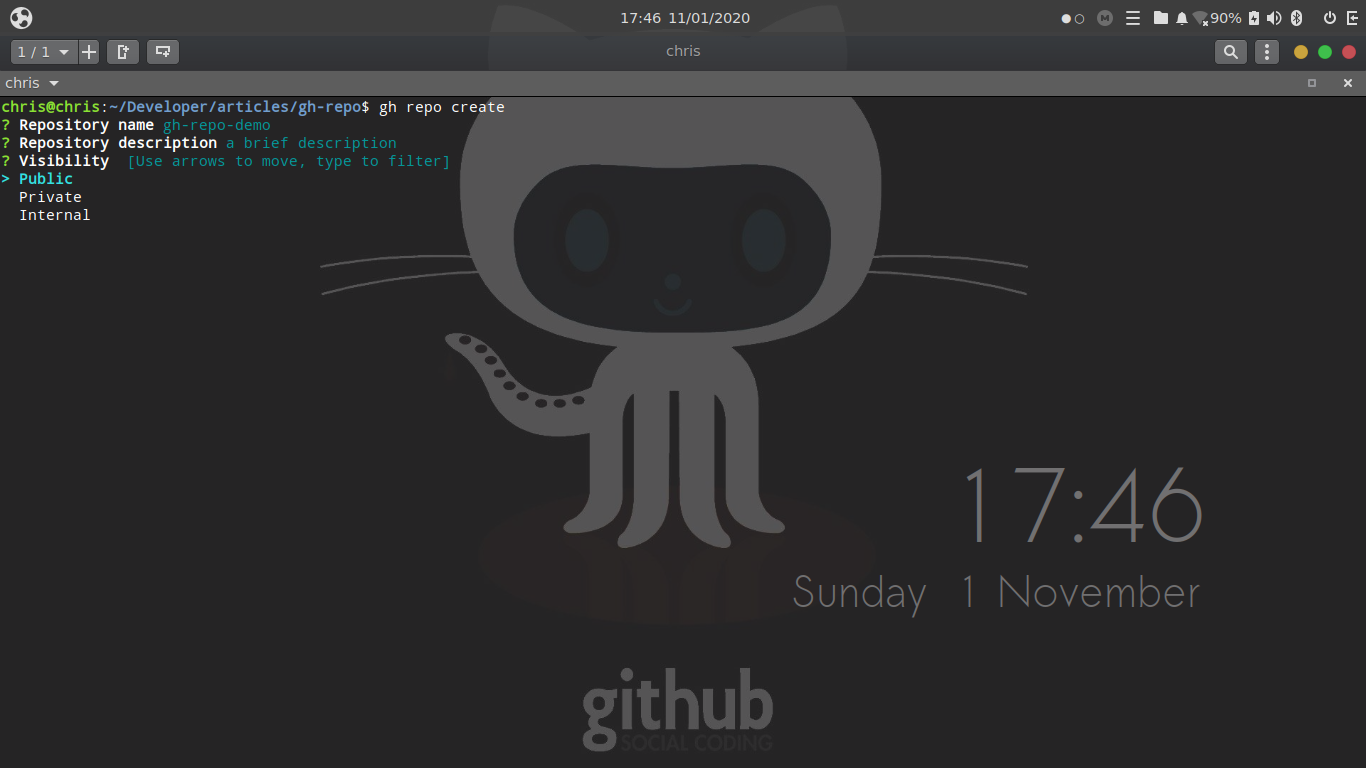 17:46 11/01/2020
90%
1 / 1
chris
chris
chris@chris:~/Developer/articles/gh-repo$ gh repo create
? Repository name gh-repo-demo
? Repository description a brief description
? Visibility  [Use arrows to move, type to filter]
> Public
  Private
  Internal
17:46
Sunday 1 November
github
SOCIAL CODING